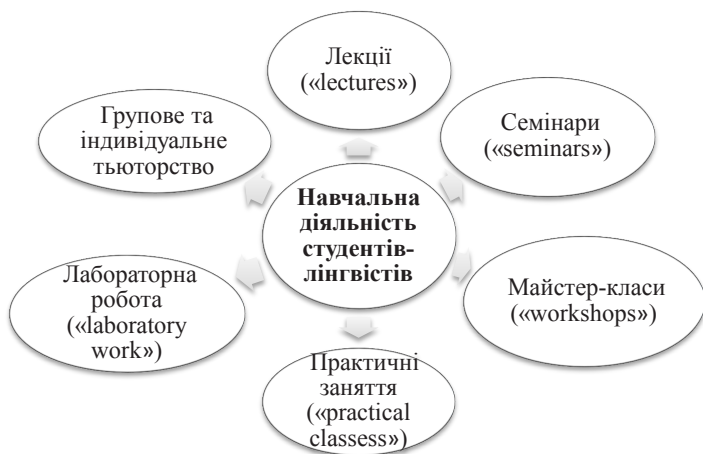 Лекції
(«lectures»)
Групове та
індивідуальне
тьюторство
Семінари
(«seminars»)
Навчальна
діяльність
студентів-
лінгвістів
Лабораторна
робота
(«laboratory
work»)
Майстер-класи
(«workshops»)
Практичні
заняття
(«practical
classess»)